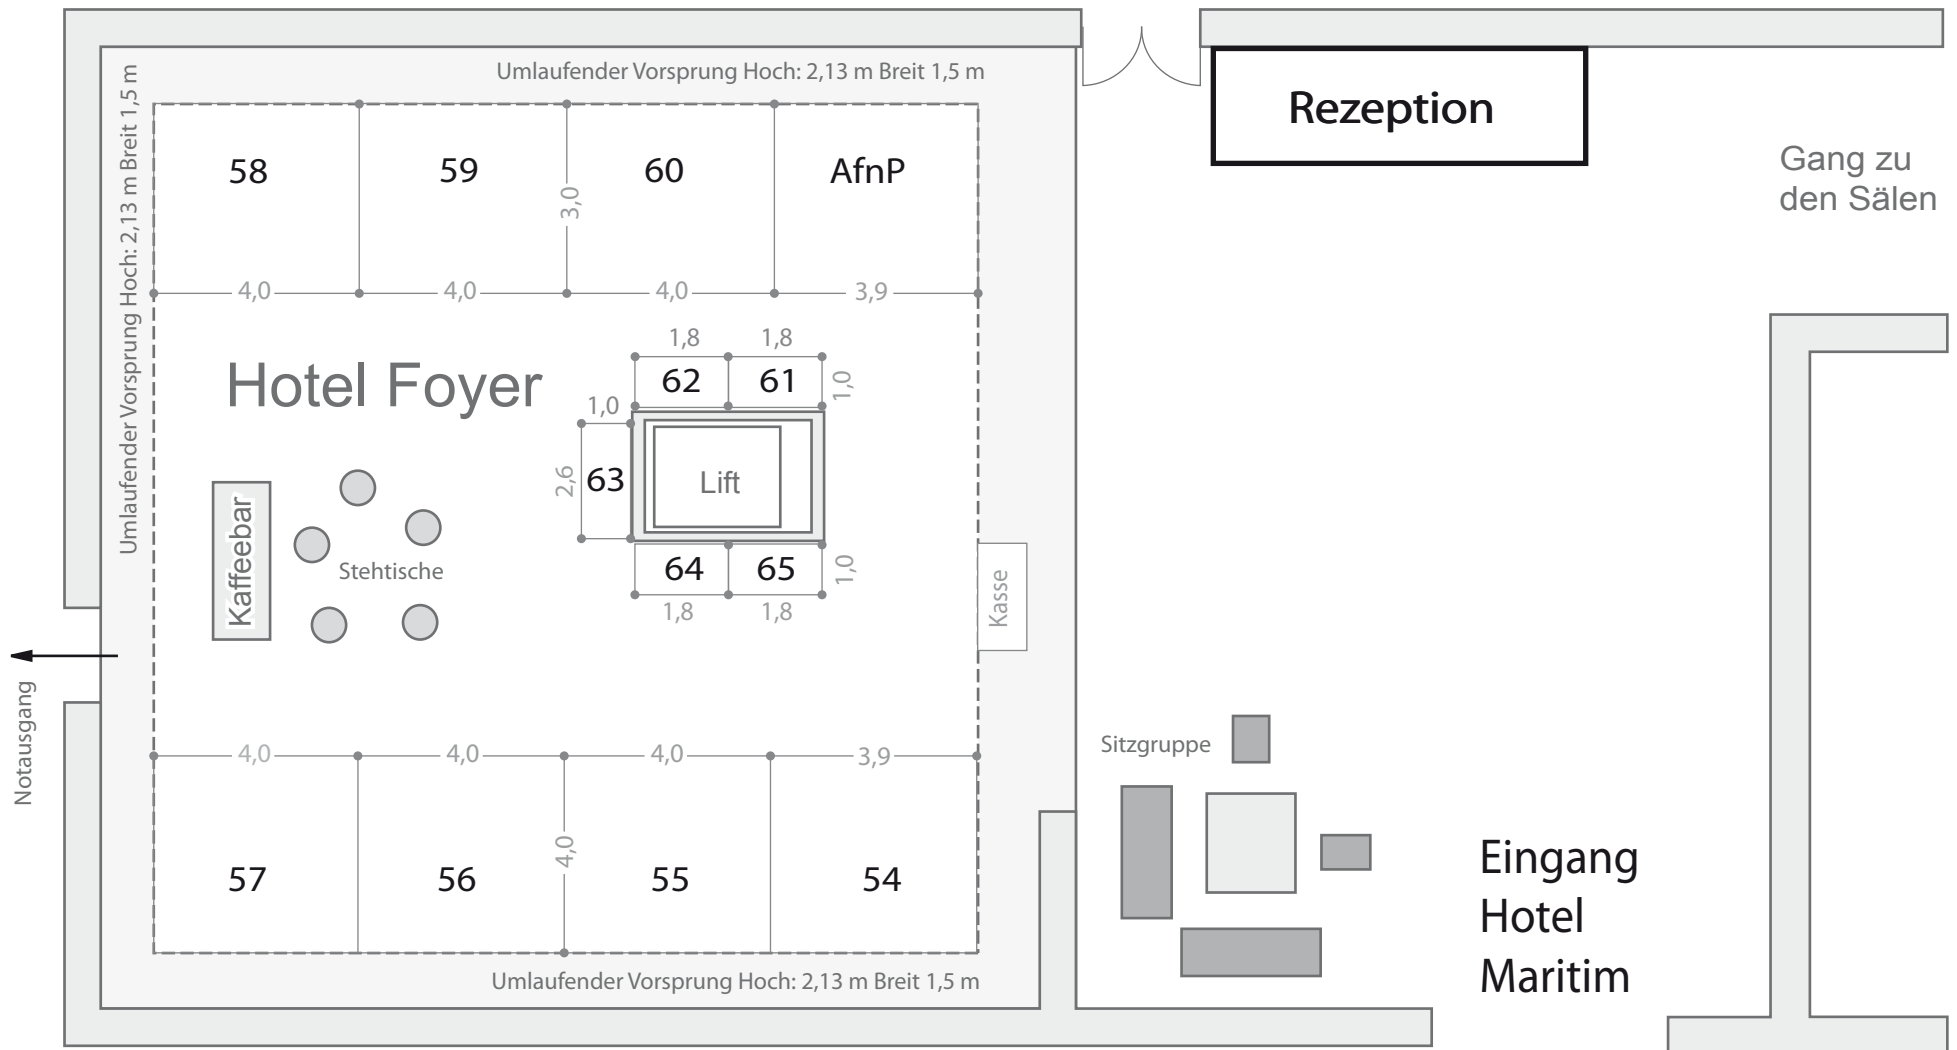 Umlaufender Vorsprung Hoch: 2,13 m Breit 1,5 m
Umlaufender Vorsprung Hoch: 2,13 m Breit 1,5 m
Rezeption
Gang zu
den Sälen
58
59
60
AfnP
3,0
4,0
4,0
4,0
3,9
Hotel Foyer
1,8
1,8
62
61
1,0
1,0
63
2,6
Lift
64
65
1,0
1,8
1,8
Kaffeebar
Stehtische
Kasse
Notausgang
4,0
4,0
4,0
3,9
4,0
57
56
55
54
Umlaufender Vorsprung Hoch: 2,13 m Breit 1,5 m
Sitzgruppe
Eingang
Hotel
Maritim